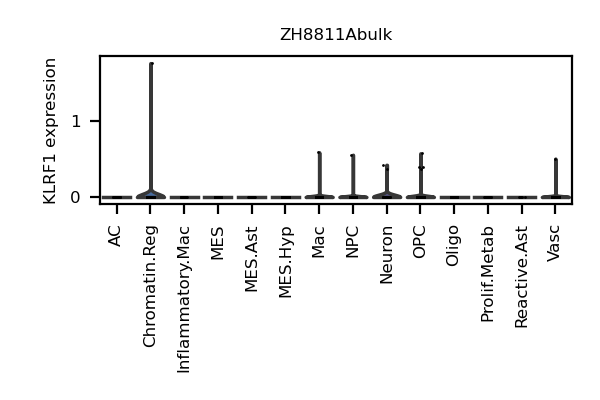 ZH8811Abulk
KLRF1 expression
1
0
AC
Chromatin.Reg
Inflammatory.Mac
MES
MES.Ast
MES.Hyp
Mac
NPC
Neuron
OPC
Oligo
Prolif.Metab
Reactive.Ast
Vasc